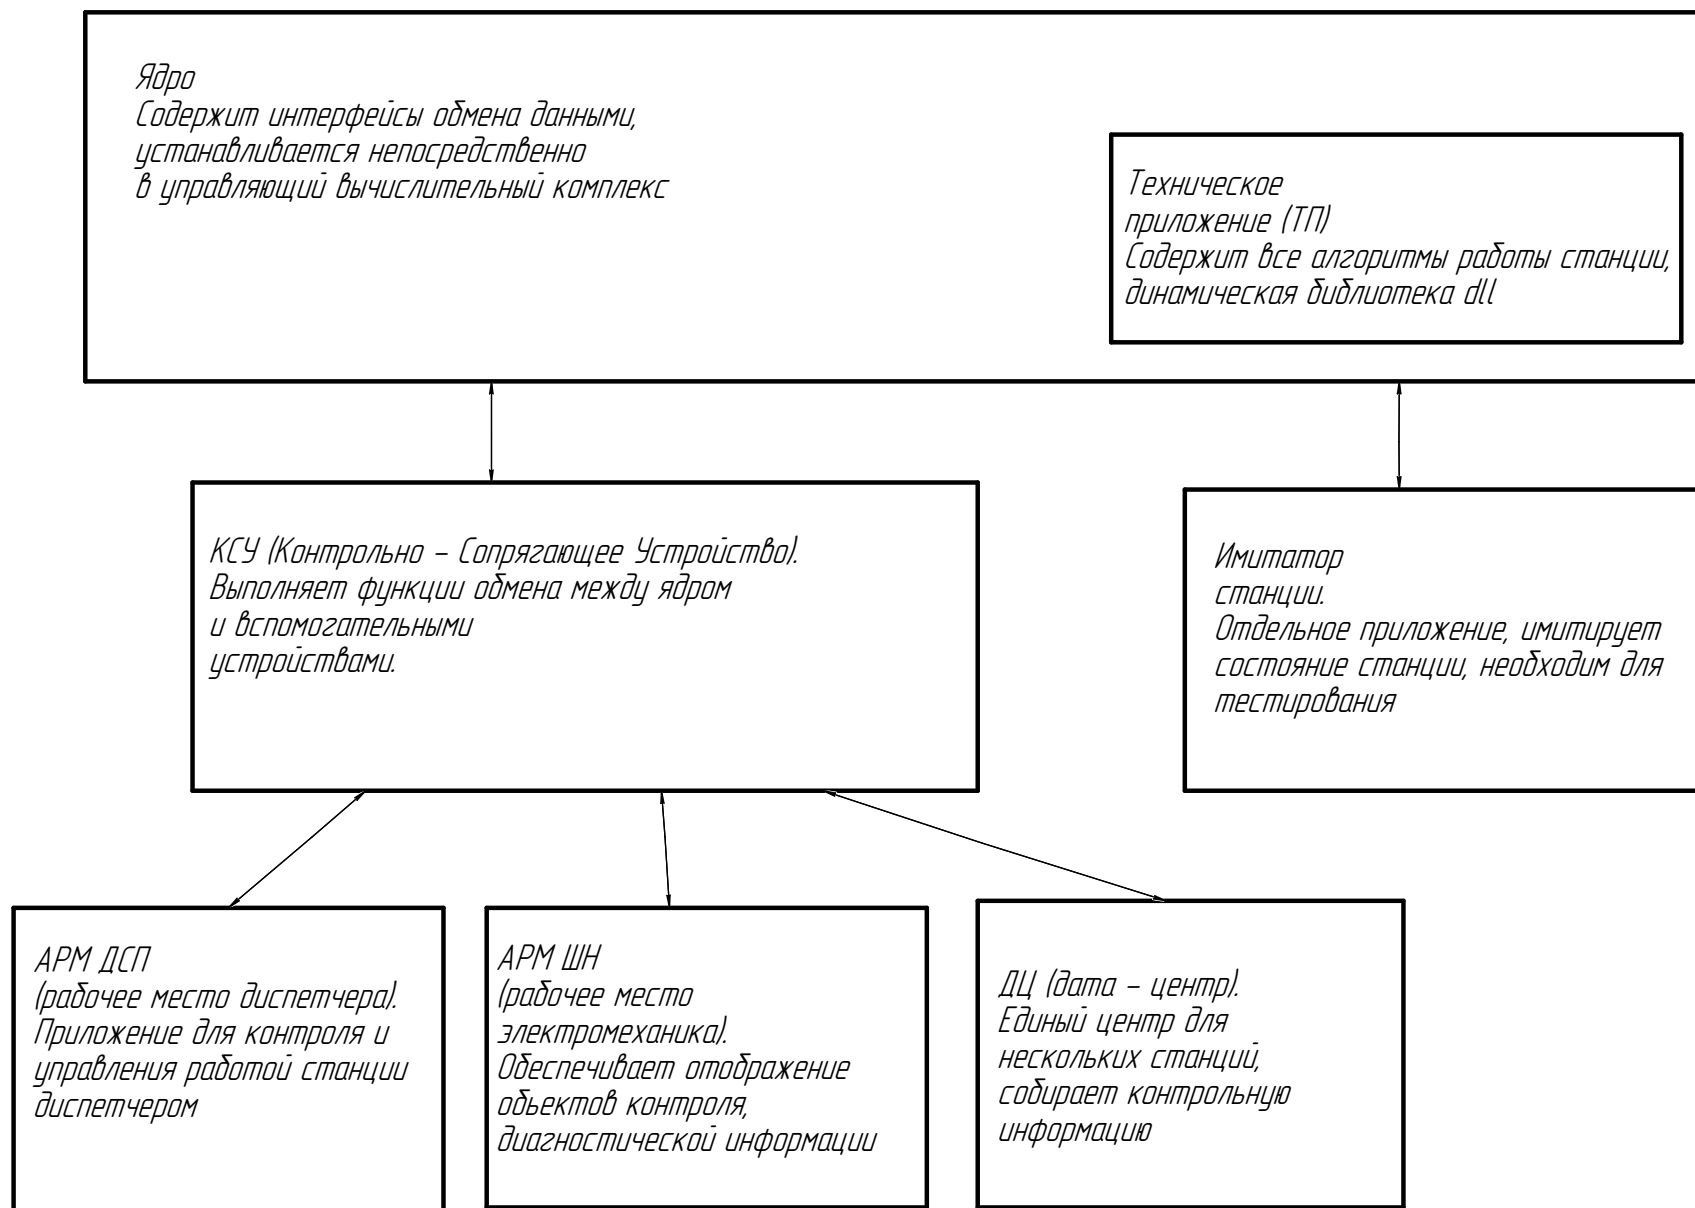 Ядро
Содержит интерфейсы обмена данными,
устанавливается непосредственно
в управляющий вычислительный комплекс
Техническое
приложение (ТП)
Содержит все алгоритмы работы станции,
динамическая библиотека dll
КСУ (Контрольно – Сопрягающее Устройство).
Выполняет функции обмена между ядром
и вспомогательными
устройствами.
Имитатор
станции.
Отдельное приложение, имитирует
состояние станции, необходим для
тестирования
АРМ ДСП
(рабочее место диспетчера).
Приложение для контроля и
управления работой станции
диспетчером
АРМ ШН
(рабочее место
электромеханика).
Обеспечивает отображение
обьектов контроля,
диагностической информации
ДЦ (дата – центр).
Единый центр для
нескольких станций,
собирает контрольную
информацию